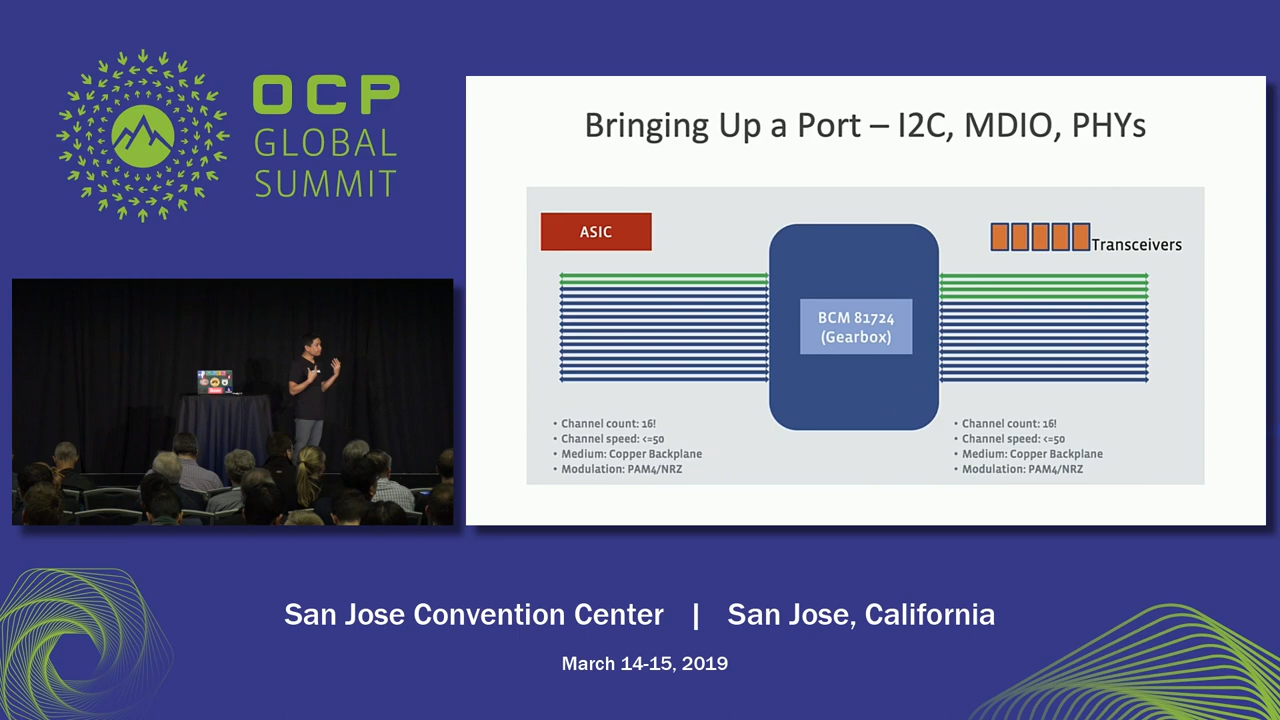 OCP
GLOBAL
SUMMIT
Bringing Up a Port – I2C, MDIO, PHYs
ASIC
Transceivers
BCM 81724
(Gearbox)
• Channel count: 16!
• Channel speed: <=50
• Medium: Copper Backplane
• Modulation: PAM4/NRZ
• Channel count: 16!
• Channel speed: <=50
• Medium: Copper Backplane
• Modulation: PAM4/NRZ
San Jose Convention Center | San Jose, California
March 14-15, 2019